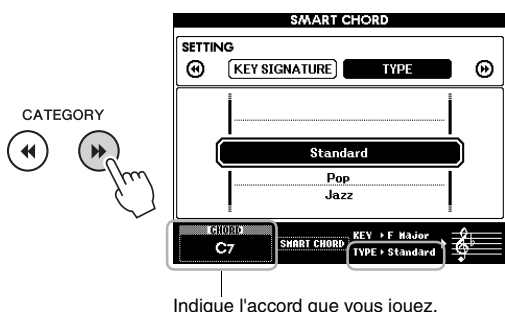 SMART CHORD
SETTING
KEY SIGNATURE TYPE
CATEGORY
Standard
Pop
Jazz
CHORD
C7
SMART CHORD
KEY F Major
TYPE Standard
Indique l'accord que vous jouez.